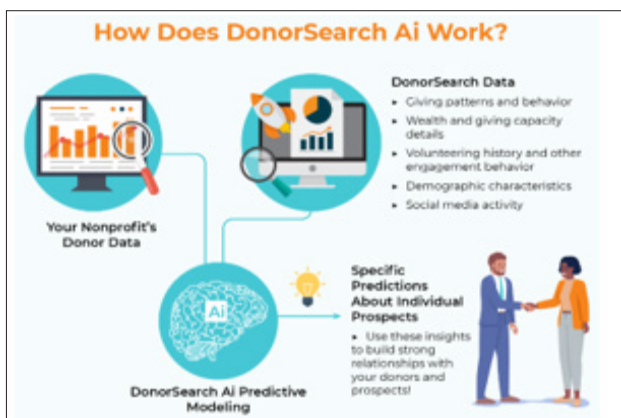 How Does DonorSearch Ai Work?
DonorSearch Data
▸ Giving patterns and behavior
▸ Wealth and giving capacity
details
▸ Volunteering history and other
engagement behavior
▸ Demographic characteristics
▸ Social media activity
Your Nonprofit's
Donor Data
Ai
DonorSearch Ai Predictive
Modeling
Specific
Predictions
About Individual
Prospects
▸ Use these insights
to build strong
relationships with
your donors and
prospects!